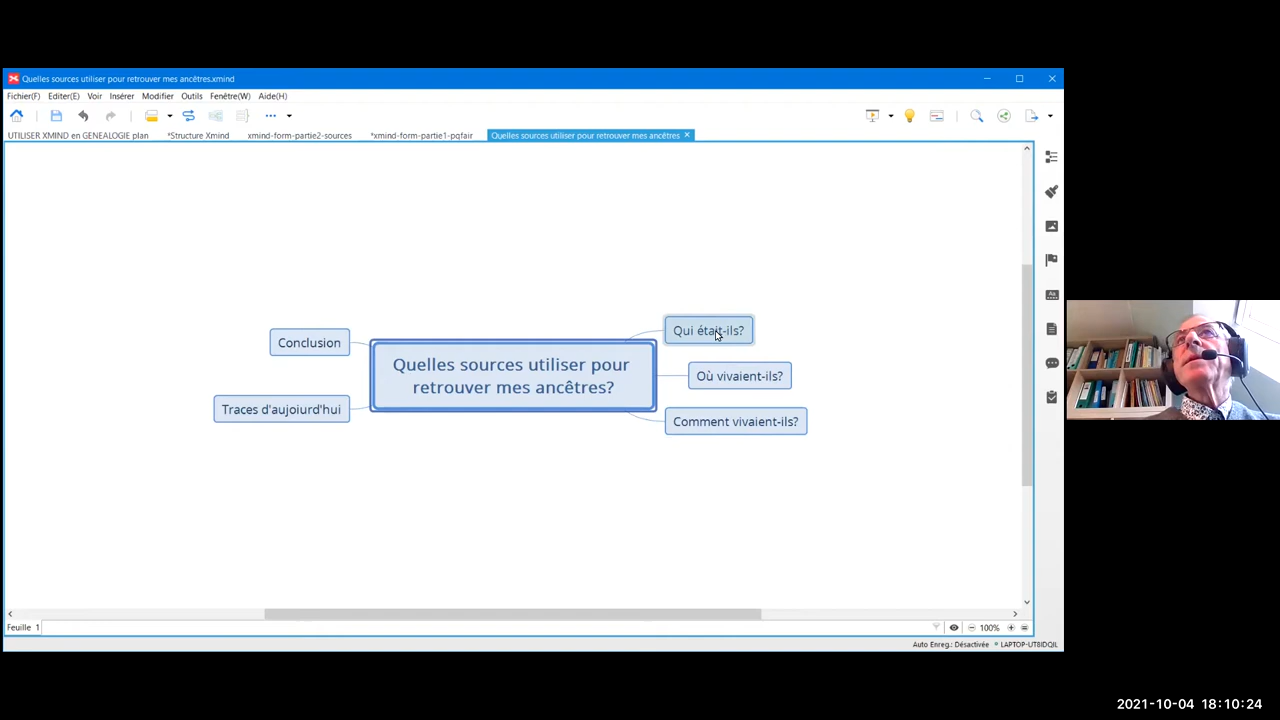 Quelles sources utiliser pour retrouver mes ancêtres.xmind
Fichier(F) Editer(E) Voir Insérer Modifier Outils Fenêtre(W) Aide(H)
UTILISER XMIND en GENEALOGIE plan *Structure Xmind xmind-form-partie2-sources *xmind-form-partie1-pqfair Quelles sources utiliser pour retrouver mes ancêtres
Qui était-ils?
Conclusion
Quelles sources utiliser pour
retrouver mes ancêtres?
Où vivaient-ils?
Traces d'aujoiurd'hui
Comment vivaient-ils?
Feuille 1
100%
Auto Enreg.: Désactivée LAPTOP-UT8IDQIL
2021-10-04 18:10:24